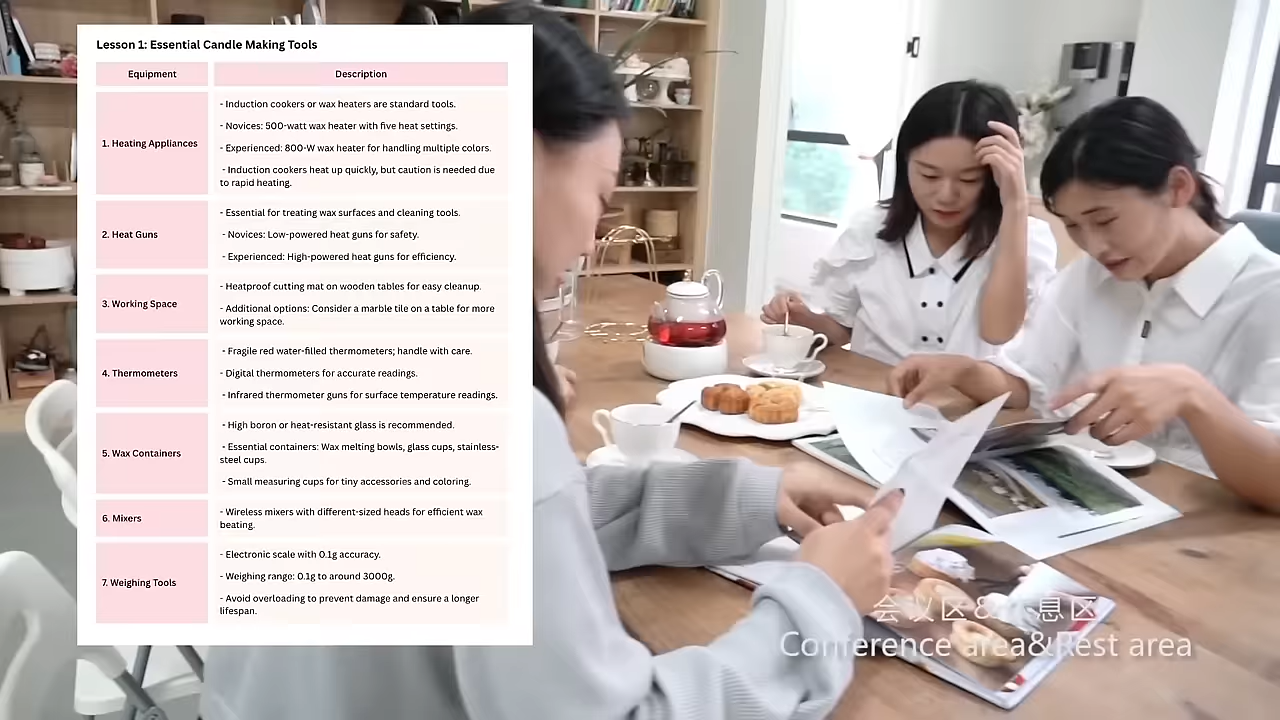 Lesson 1: Essential Candle Making Tools
Equipment
Description
1. Heating Appliances
- Induction cookers or wax heaters are standard tools.
- Novices: 500-watt wax heater with five heat settings.
- Experienced: 800-W wax heater for handling multiple colors.
- Induction cookers heat up quickly, but caution is needed due
to rapid heating.
2. Heat Guns
- Essential for treating wax surfaces and cleaning tools.
- Novices: Low-powered heat guns for safety.
- Experienced: High-powered heat guns for efficiency.
3. Working Space
- Heatproof cutting mat on wooden tables for easy cleanup.
- Additional options: Consider a marble tile on a table for more
working space.
4. Thermometers
- Fragile red water-filled thermometers; handle with care.
- Digital thermometers for accurate readings.
- Infrared thermometer guns for surface temperature readings.
5. Wax Containers
- High boron or heat-resistant glass is recommended.
- Essential containers: Wax melting bowls, glass cups, stainless-
steel cups.
- Small measuring cups for tiny accessories and coloring.
6. Mixers
- Wireless mixers with different-sized heads for efficient wax
beating.
7. Weighing Tools
- Electronic scale with 0.1g accuracy.
- Weighing range: 0.1g to around 3000g.
- Avoid overloading to prevent damage and ensure a longer
lifespan.
会议区& 息区
Conference area&Rest area